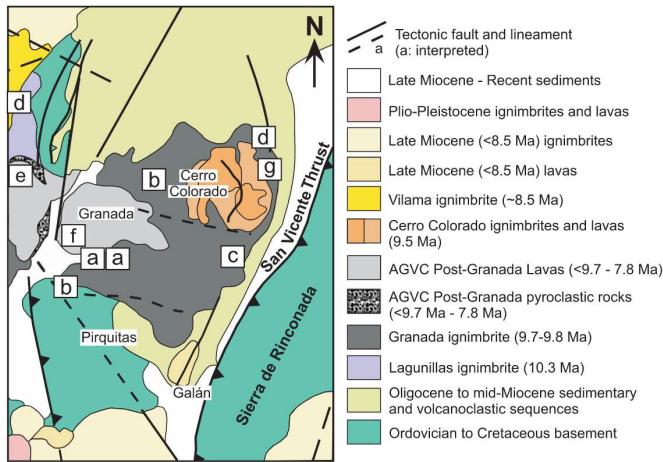 N
d
d
e
b
Cerro
Colorado
g
Granada
f
a
a
c
b
San Vicente Thrust
Pirquitas
Galán
Sierra de Rinconada
Tectonic fault and lineament
a
(a: interpreted)
Late Miocene - Recent sediments
Plio-Pleistocene ignimbrites and lavas
Late Miocene (<8.5 Ma) ignimbrites
Late Miocene (<8.5 Ma) lavas
Vilama ignimbrite (~8.5)
Cerro Colorado ignimbrites and lavas
(9.5 Ma)
AGVC Post-Granada Lavas (<9.7 - 7.8 Ma)
AGVC Post-Granada pyroclastic rocks
(<9.7 Ma - 7.8 Ma)
Granada ignimbrite (9.7-9.8 Ma)
Lagunillas ignimbrite (10.3 Ma)
Oligocene to mid-Miocene sedimentary
and volcanoclastic sequences
Ordovician to Cretaceous basement